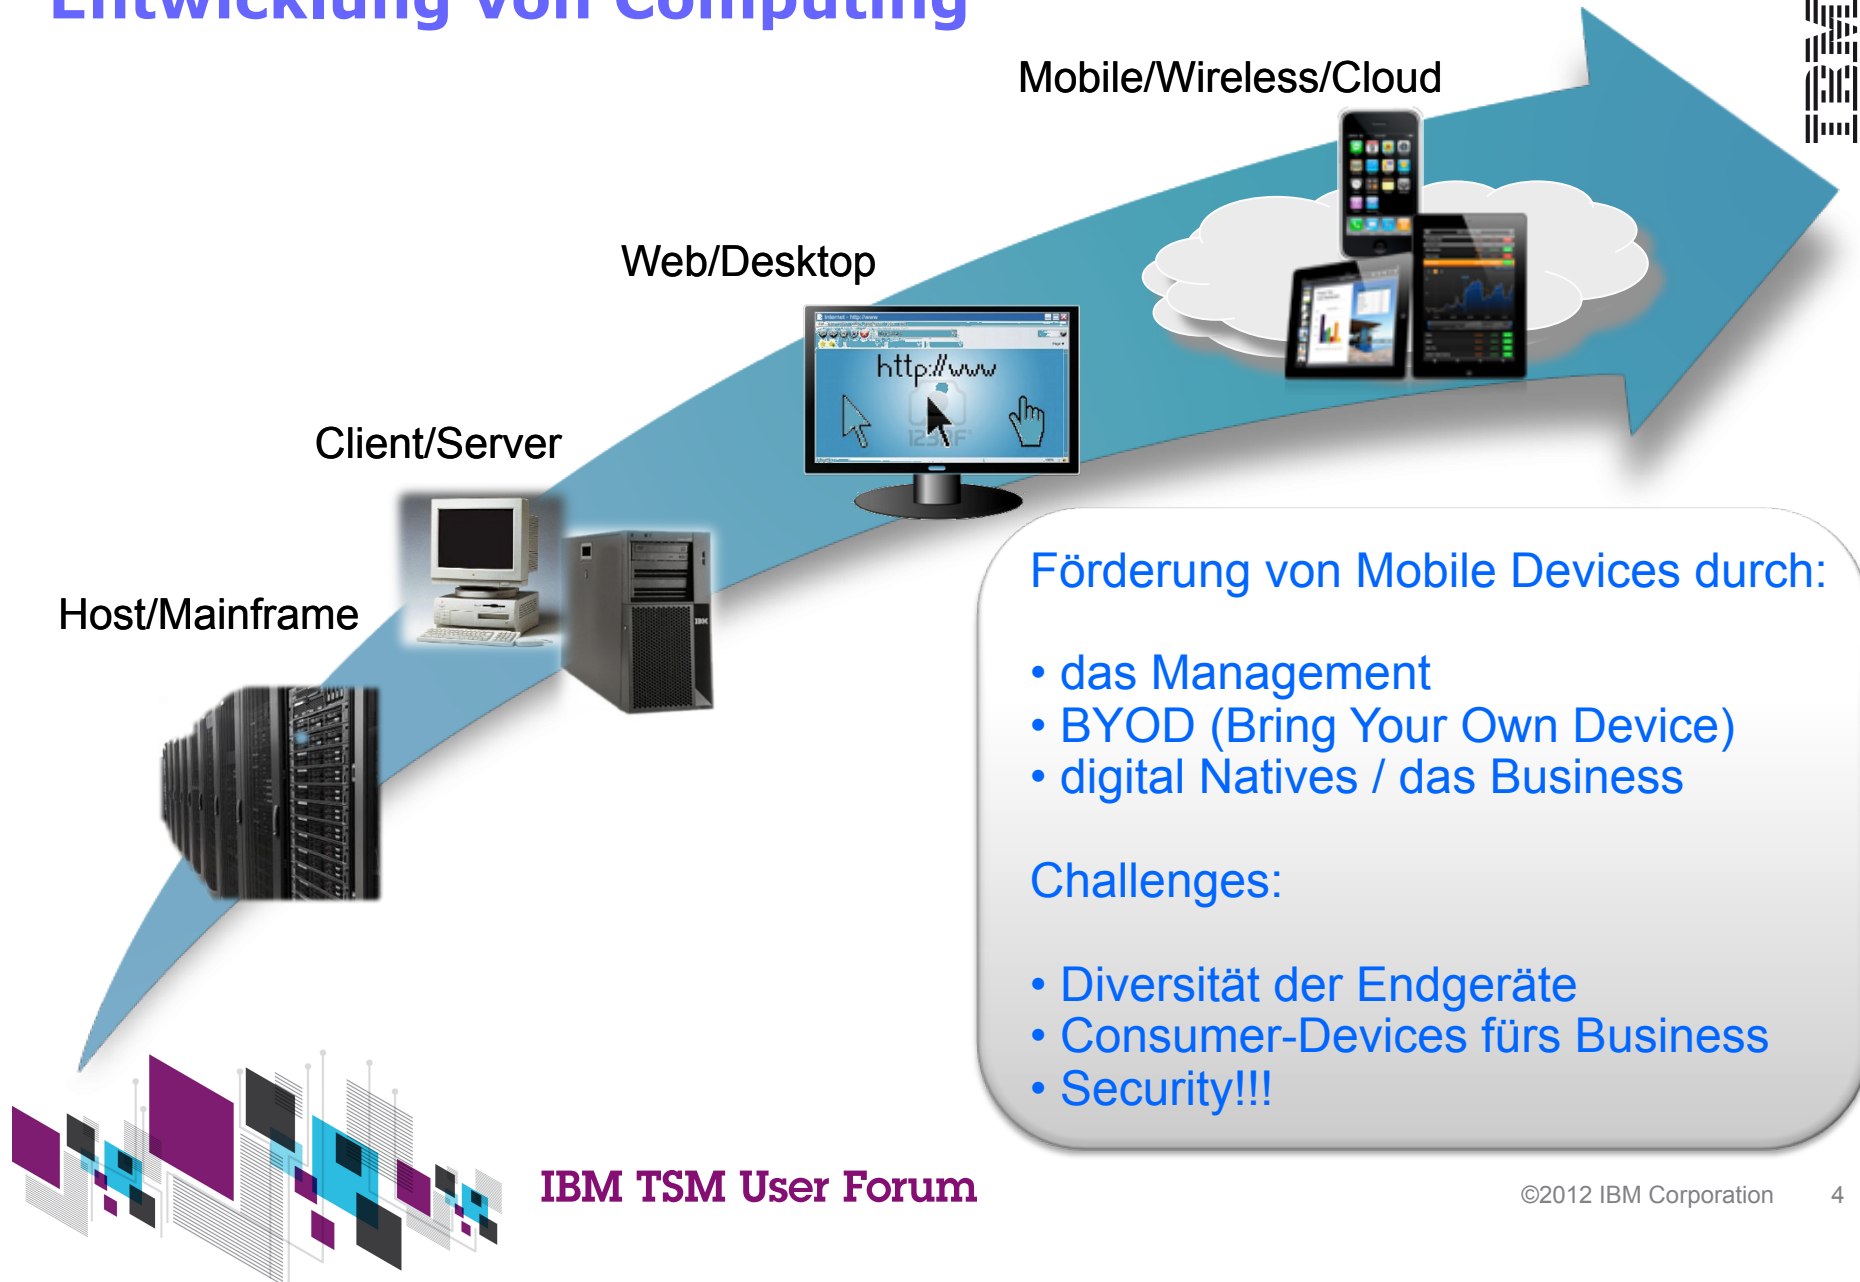 Entwicklung von Computing
IBM
Mobile/Wireless/Cloud
Web/Desktop
http://www
Client/Server
IBM
Host/Mainframe
Förderung von Mobile Devices durch:
• das Management
• BYOD (Bring Your Own Device)
• digital Natives / das Business
Challenges:
• Diversität der Endgeräte
• Consumer-Devices fürs Business
• Security!!!
IBM TSM User Forum
©2012 IBM Corporation 4